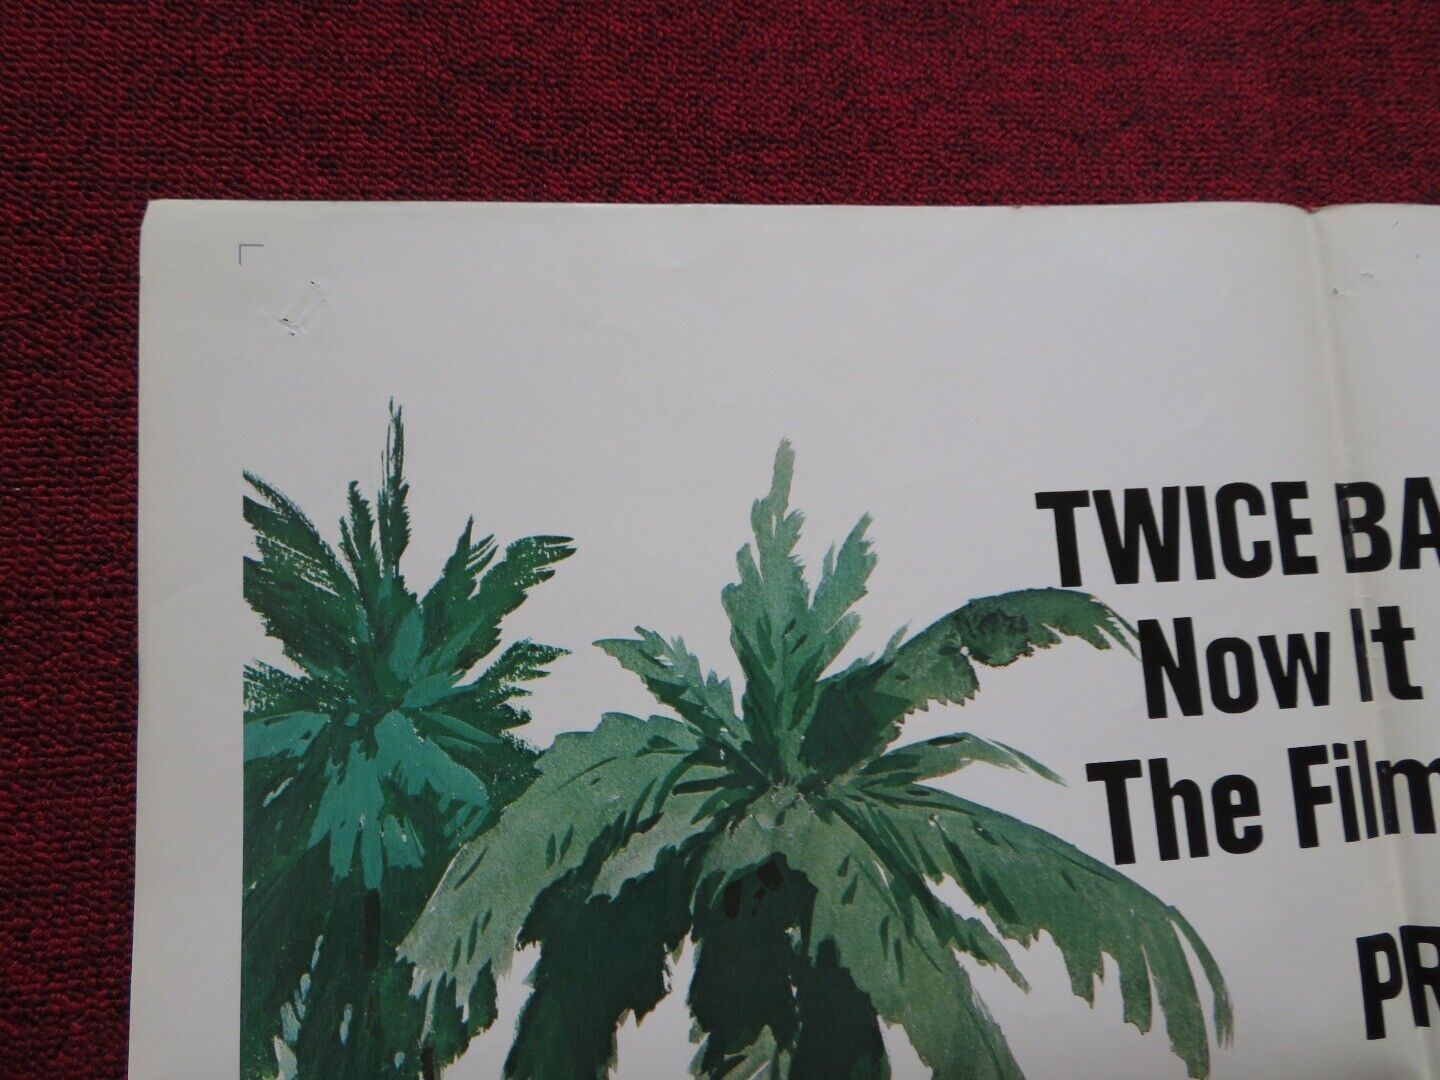 TWICE BA
Now It
The Film
PR